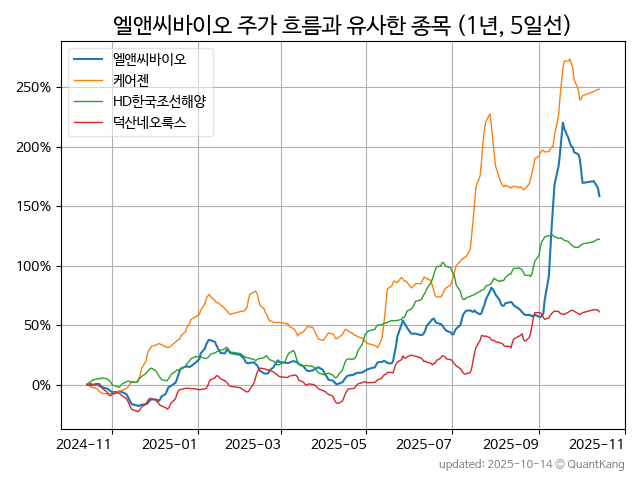 엘앤씨바이오 주가 흐름과 유사한 종목 (1년, 5일선)
엘앤씨바이오
케어젠
HD한국조선해양
덕산네오룩스
250%
200%
150%
100%
50%
0%
2024-11 2025-01 2025-03 2025-05 2025-07 2025-09 2025-11
updated: 2025-10-14 © QuantKang